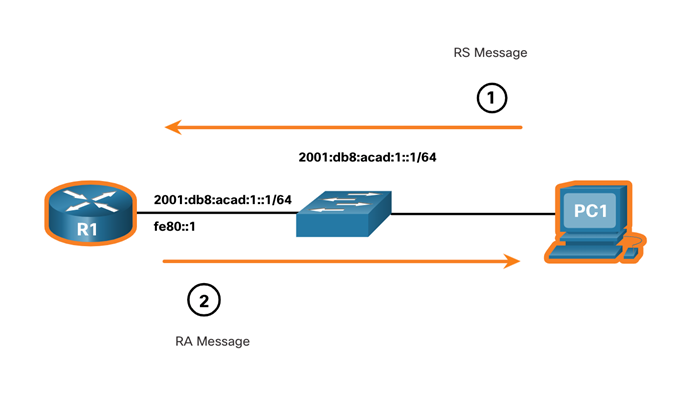 RS Message
1
2001:db8:acad:1::1/64
2001:db8:acad:1::1/64
R1
fe80::1
PC1
2
RA Message